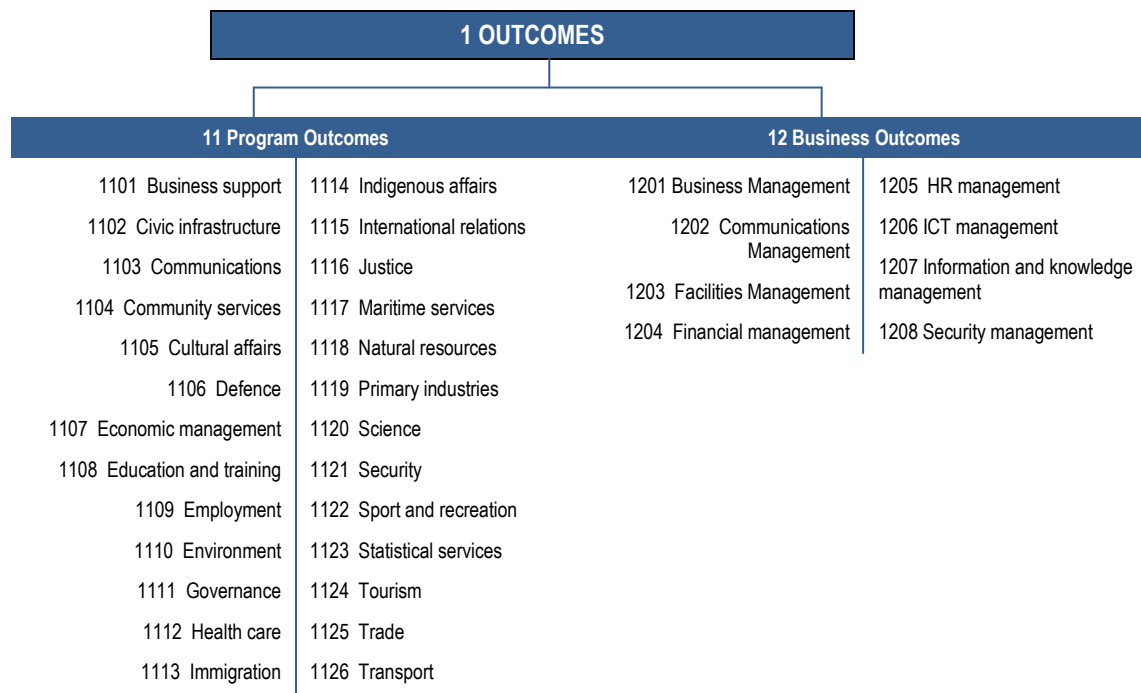 1 OUTCOMES
11 Program Outcomes
1101 Business support
1102 Civic infrastructure
1103 Communications
1104 Community services
1105 Cultural affairs
1106 Defence
1107 Economic management
1108 Education and training
1109 Employment
1110 Environment
1111 Governance
1112 Health care
1113 Immigration
1114 Indigenous affairs
1115 International relations
1116 Justice
1117 Maritime services
1118 Natural resources
1119 Primary industries
1120 Science
1121 Security
1122 Sport and recreation
1123 Statistical services
1124 Tourism
1125 Trade
1126 Transport
12 Business Outcomes
1201 Business Management
1202 Communications
Management
1203 Facilities Management
1204 Financial management
1205 HR management
1206 ICT management
1207 Information and knowledge
management
1208 Security management